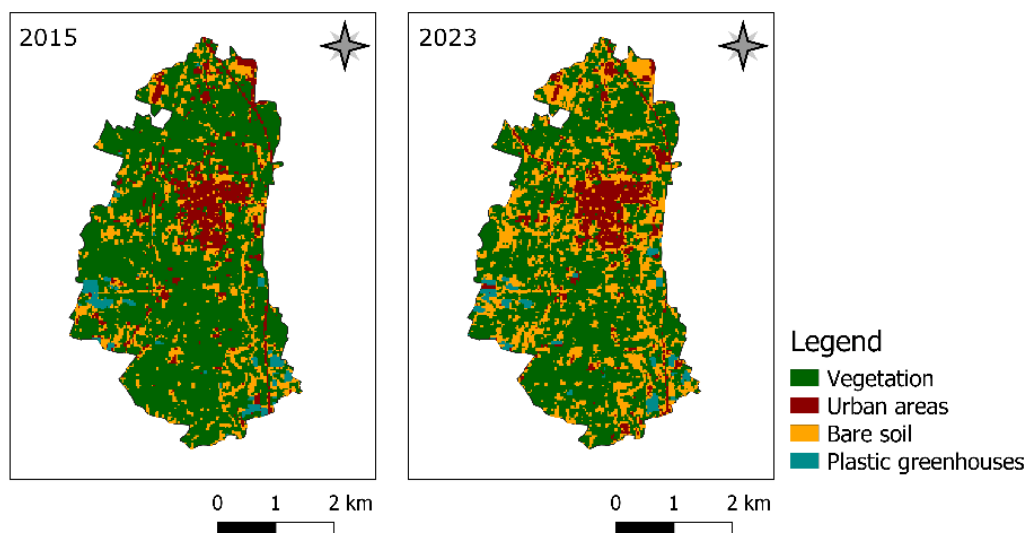 2015
2023
Legend
Vegetation
Urban areas
Bare soil
Plastic greenhouses
0 1 2 km
0 1 2 km